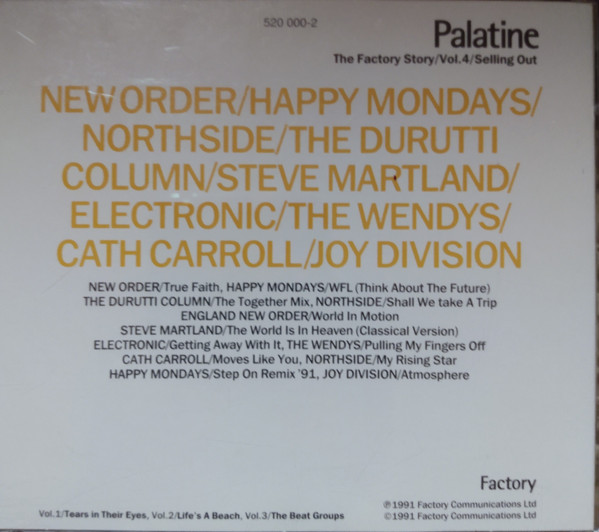 520 000-2
Palatine
The Factory Story/Vol.4/Selling Out
NEW ORDER/HAPPY MONDAYS/
NORTHSIDE/THE DURUTTI
COLUMN/STEVE MARTLAND/
ELECTRONIC/THE WENDYS/
CATH CARROLL/JOY DIVISION
NEW ORDER/True Faith, HAPPY MONDAYS/WFL (Think About The Future)
THE DURUTTI COLUMN/The Together Mix, NORTHSIDE/Shall We take A Trip
ENGLAND NEW ORDER/World In Motion
STEVE MARTLAND/The World Is In Heaven (Classical Version)
ELECTRONIC/Getting Away With It, THE WENDYS/Pulling My Fingers Off
CATH CARROLL/Moves Like You, NORTHSIDE/My Rising Star
HAPPY MONDAYS/Step On Remix '91, JOY DIVISION/Atmosphere
Factory
℗1991 Factory Communications Ltd
Vol.1/Tears in Their Eyes, Vol.2/Life's A Beach, Vol.3/The Beat Groups
©1991 Factory Communications Ltd